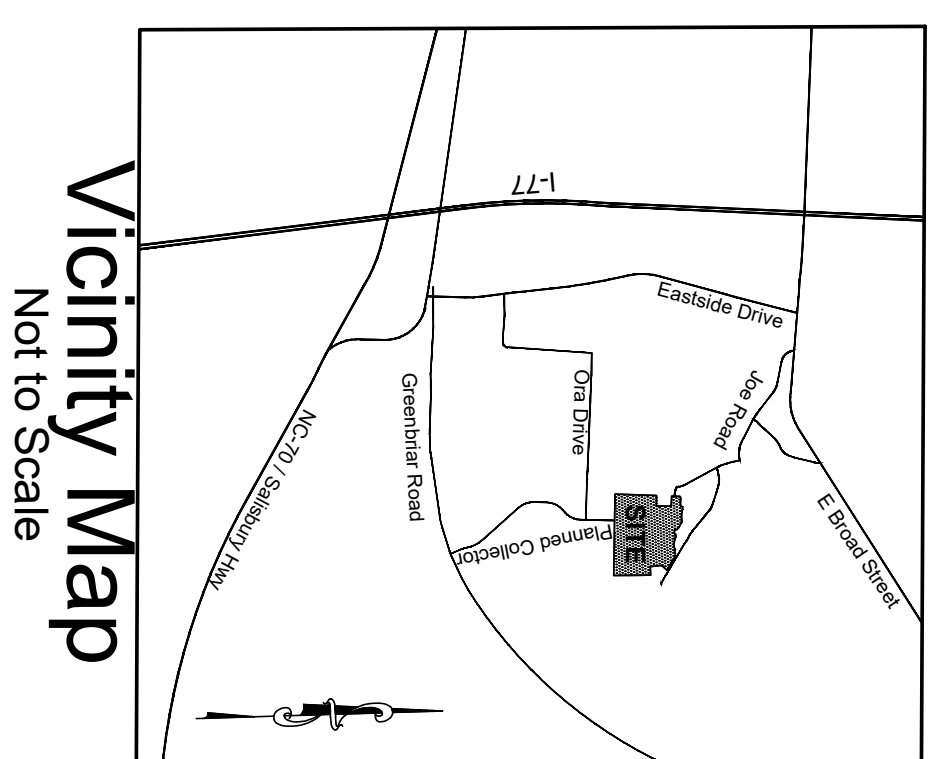 Vicinity Map
Not to Scale
I-77
Eastside Drive
Joe Road
Ora Drive
Greenbriar Road
NC-70 / Salisbury Hwy
E Broad Street
Planned Collector
SITE
N